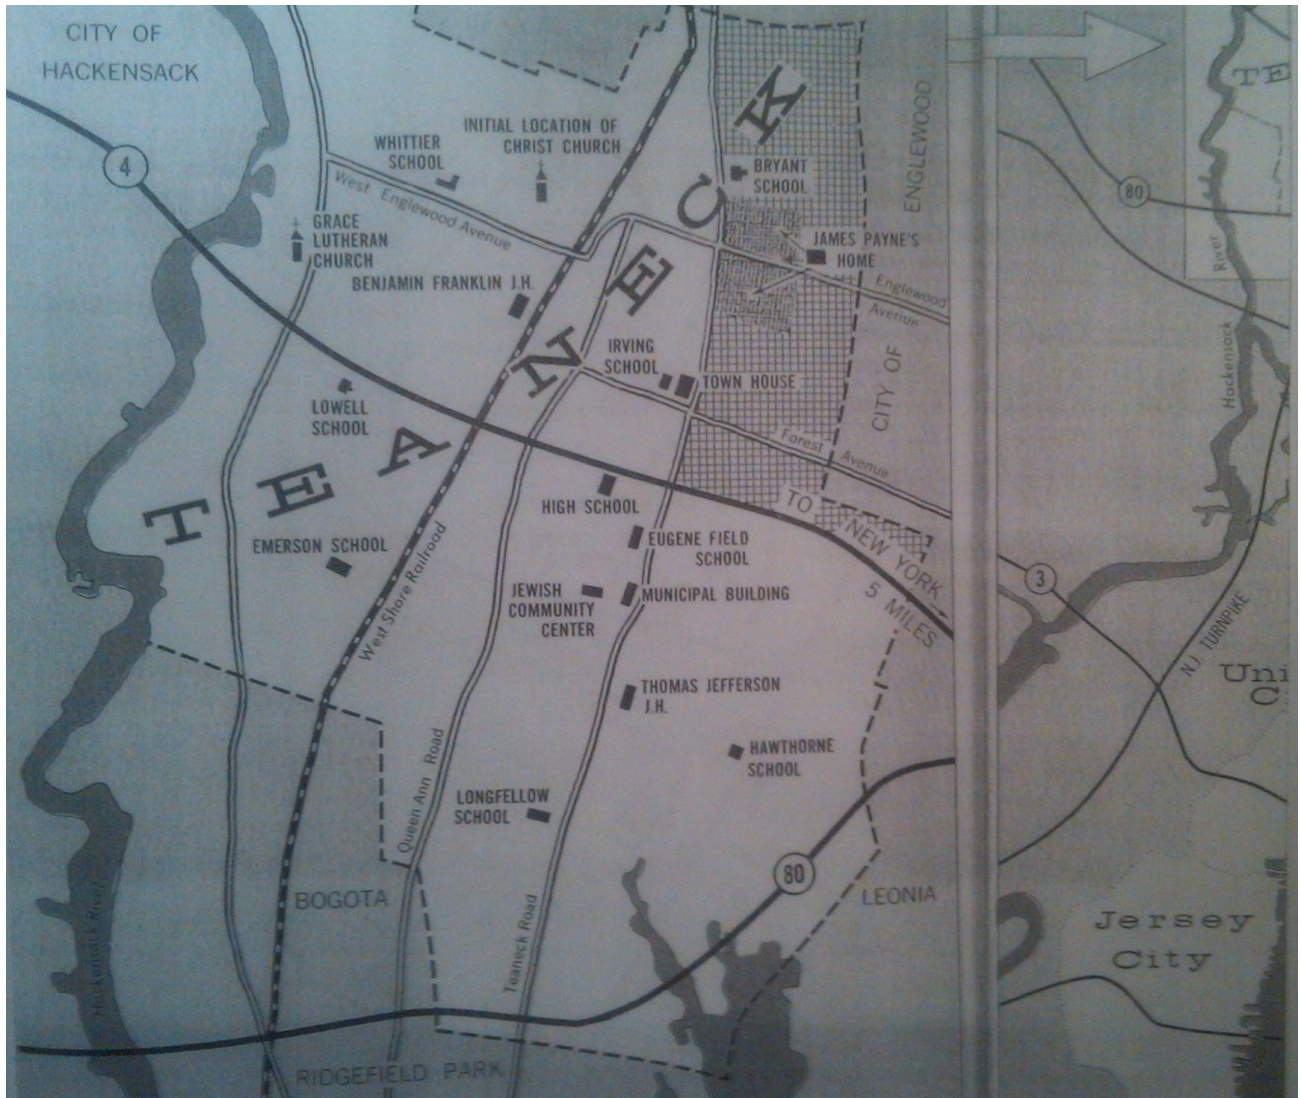 CITY OF
HACKENSACK
4
WHITTIER
SCHOOL
INITIAL LOCATION OF
CHRIST CHURCH
West Englewood Avenue
GRACE
LUTHERAN
CHURCH
BENJAMIN FRANKLIN J.H.
TEANECK
BRYANT
SCHOOL
JAMES PAYNE'S
HOME
Englewood
Avenue
ENGLEWOOD
CITY OF
IRVING
SCHOOL
TOWN HOUSE
LOWELL
SCHOOL
Forest Avenue
HIGH SCHOOL
TO NEW YORK
5 MILES
EUGENE FIELD
SCHOOL
EMERSON SCHOOL
JEWISH
COMMUNITY
CENTER
MUNICIPAL BUILDING
West Shore Railroad
THOMAS JEFFERSON
J.H.
HAWTHORNE
SCHOOL
LONGFELLOW
SCHOOL
Queen Ann Road
Teaneck Road
80
BOGOTA
LEONIA
Hackensack River
RIDGEFIELD PARK
TE
80
River
Hackensack
3
N.J. TURNPIKE
Uni
C
Jersey
City